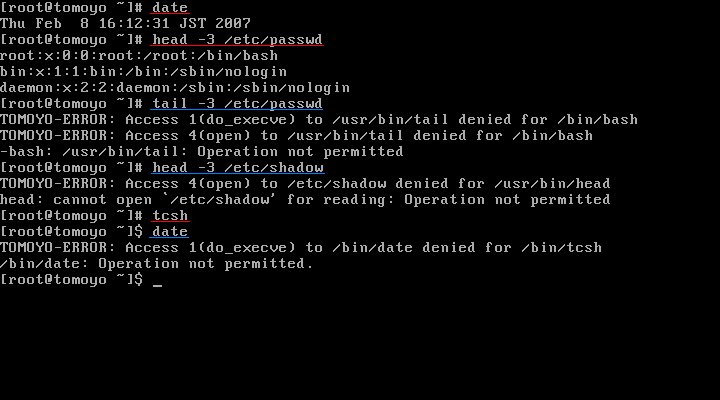 [root@tomoyo ~]# date
Thu Feb  8 16:12:31 JST 2007
[root@tomoyo ~]# head -3 /etc/passwd
root:x:0:0:root:/root:/bin/bash
bin:x:1:1:bin:/bin:/sbin/nologin
daemon:x:2:2:daemon:/sbin:/sbin/nologin
[root@tomoyo ~]# tail -3 /etc/passwd
TOMOYO-ERROR: Access 1(do_execve) to /usr/bin/tail denied for /bin/bash
TOMOYO-ERROR: Access 4(open) to /usr/bin/tail denied for /bin/bash
-bash: /usr/bin/tail: Operation not permitted
[root@tomoyo ~]# head -3 /etc/shadow
TOMOYO-ERROR: Access 4(open) to /etc/shadow denied for /usr/bin/head
head: cannot open `/etc/shadow' for reading: Operation not permitted
[root@tomoyo ~]# tcsh
[root@tomoyo ~]$ date
TOMOYO-ERROR: Access 1(do_execve) to /bin/date denied for /bin/tcsh
/bin/date: Operation not permitted.
[root@tomoyo ~]$ _